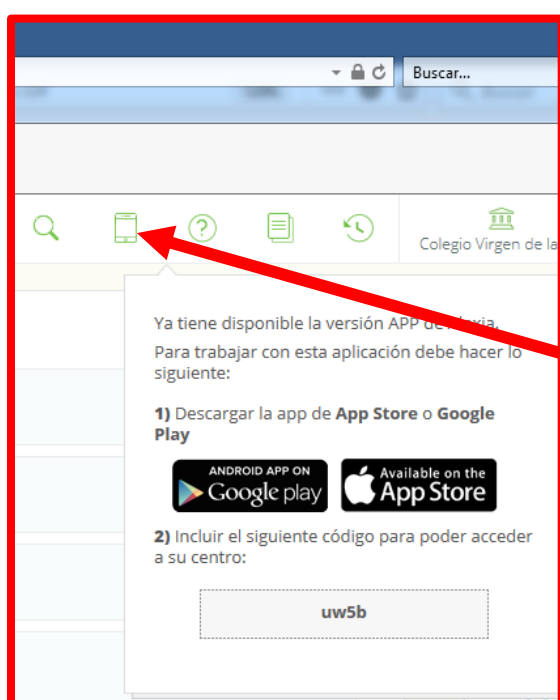 Buscar...
Colegio Virgen de la
Ya tiene disponible la versión APP de
Para trabajar con esta aplicación debe hacer lo
siguiente:
1) Descargar la app de App Store o Google
Play
ANDROID APP ON
Google play
Available on the
App Store
2) Incluir el siguiente código para poder acceder
a su centro:
uw5b